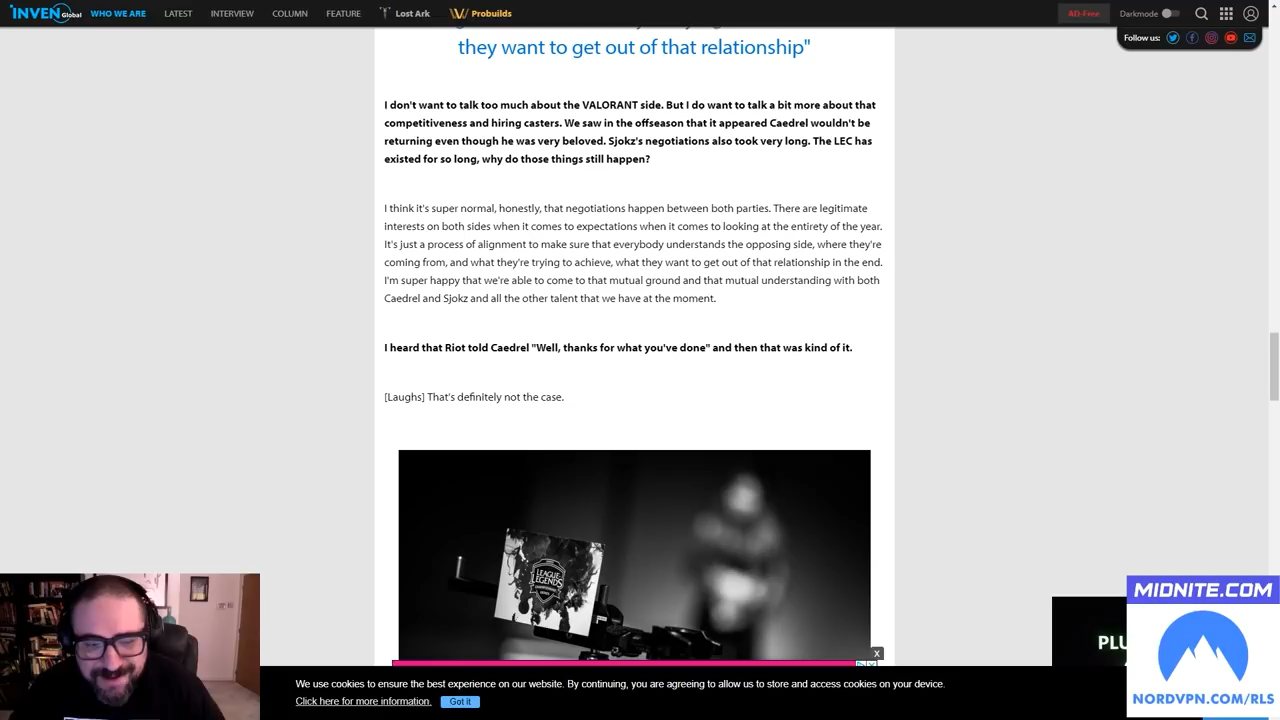 INVEN Global
WHO WE ARE
LATEST
INTERVIEW
COLUMN
FEATURE
Lost Ark
Probuilds
AD-Free
Darkmode
Follow us:
they want to get out of that relationship"
I don't want to talk too much about the VALORANT side. But I do want to talk a bit more about that
competitiveness and hiring casters. We saw in the offseason that it appeared Caedrel wouldn't be
returning even though he was very beloved. Sjokz's negotiations also took very long. The LEC has
existed for so long, why do those things still happen?
I think it's super normal, honestly, that negotiations happen between both parties. There are legitimate
interests on both sides when it comes to expectations when it comes to looking at the entirety of the year.
It's just a process of alignment to make sure that everybody understands the opposing side, where they're
coming from, and what they're trying to achieve, what they want to get out of that relationship in the end.
I'm super happy that we're able to come to that mutual ground and that mutual understanding with both
Caedrel and Sjokz and all the other talent that we have at the moment.
I heard that Riot told Caedrel "Well, thanks for what you've done" and then that was kind of it.
[Laughs] That's definitely not the case.
LEAGUE
LEGENDS
X
We use cookies to ensure the best experience on our website. By continuing, you are agreeing to allow us to store and access cookies on your device.
Click here for more information.
Got it
PLU
MIDNITE.COM
NORDVPN.COM/RLS